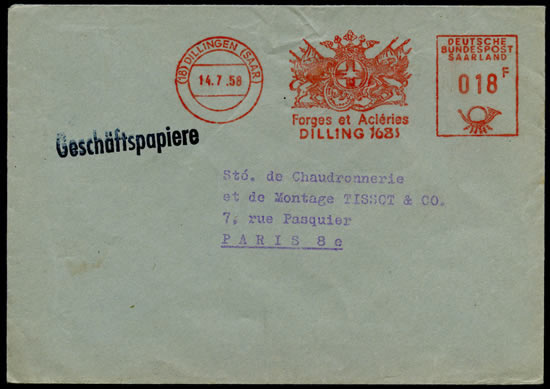 (18) DILLINGEN (SAAR)
14.7.58
Forges et Aciéries
DILLING 1685
DEUTSCHE
BUNDESPOST
SAARLAND
018 F
Geschäftspapiere
Sté. de Chaudronnerie
et de Montage TISSOT & CO.
7, rue Pasquier
PARIS 8e